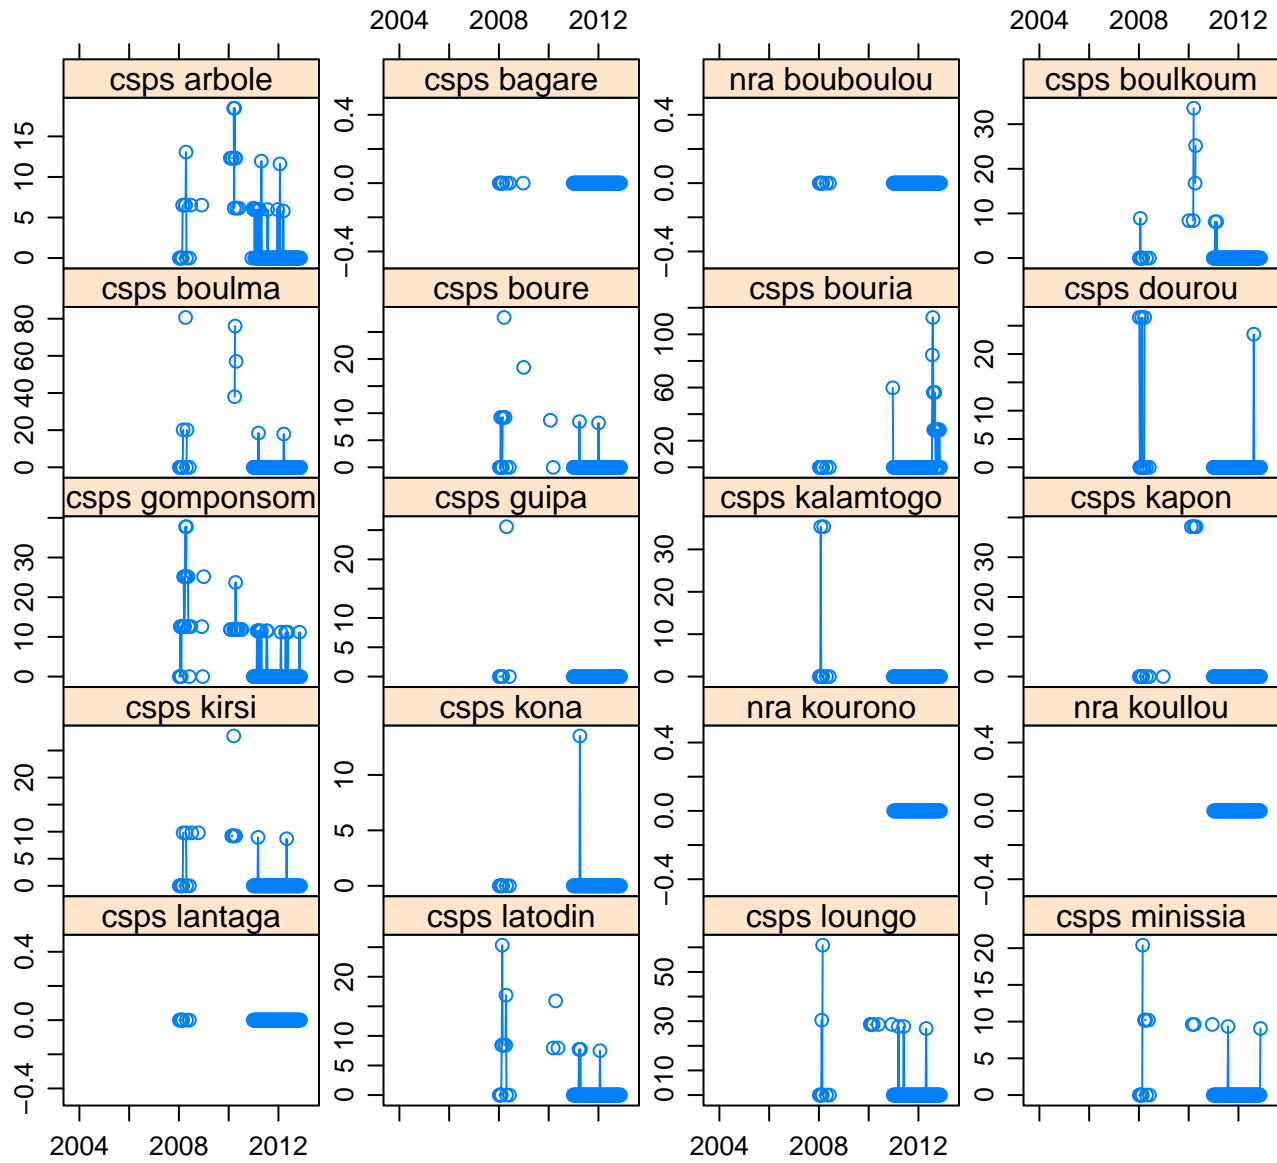 2004 2008 2012 2004 2008 2012
csps arbole csps bagare nra bouboulou csps boulkoum
0 5 10 15 −0.4 0.0 0.4 −0.4 0.0 0.4 0 10 20 30
csps boulma csps boure csps bouria csps dourou
0 20 40 60 80 0 5 10 20 0 20 60 100 0 5 10 20
csps gomponsom csps guipa csps kalamtogo csps kapon
0 10 20 30 0 5 10 20 0 10 20 30 0 10 20 30
csps kirsi csps kona nra kourono nra koullou
0 5 10 20 0 5 10 −0.4 0.0 0.4 −0.4 0.0 0.4
csps lantaga csps latodin csps loungo csps minissia
−0.4 0.0 0.4 0 5 10 20 0 10 30 50 0 5 10 15 20
2004 2008 2012 2004 2008 2012